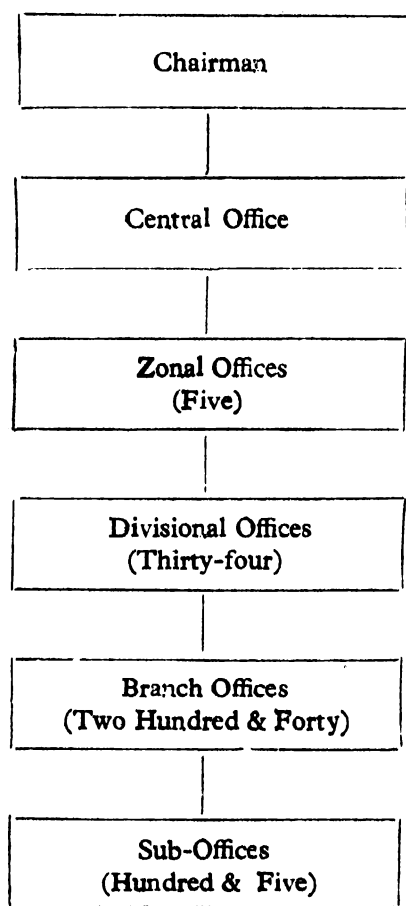 Chairman
Central Office
Zonal Offices
(Five)
Divisional Offices
(Thirty-four)
Branch Offices
(Two Hundred & Forty)
Sub-Offices
(Hundred & Five)